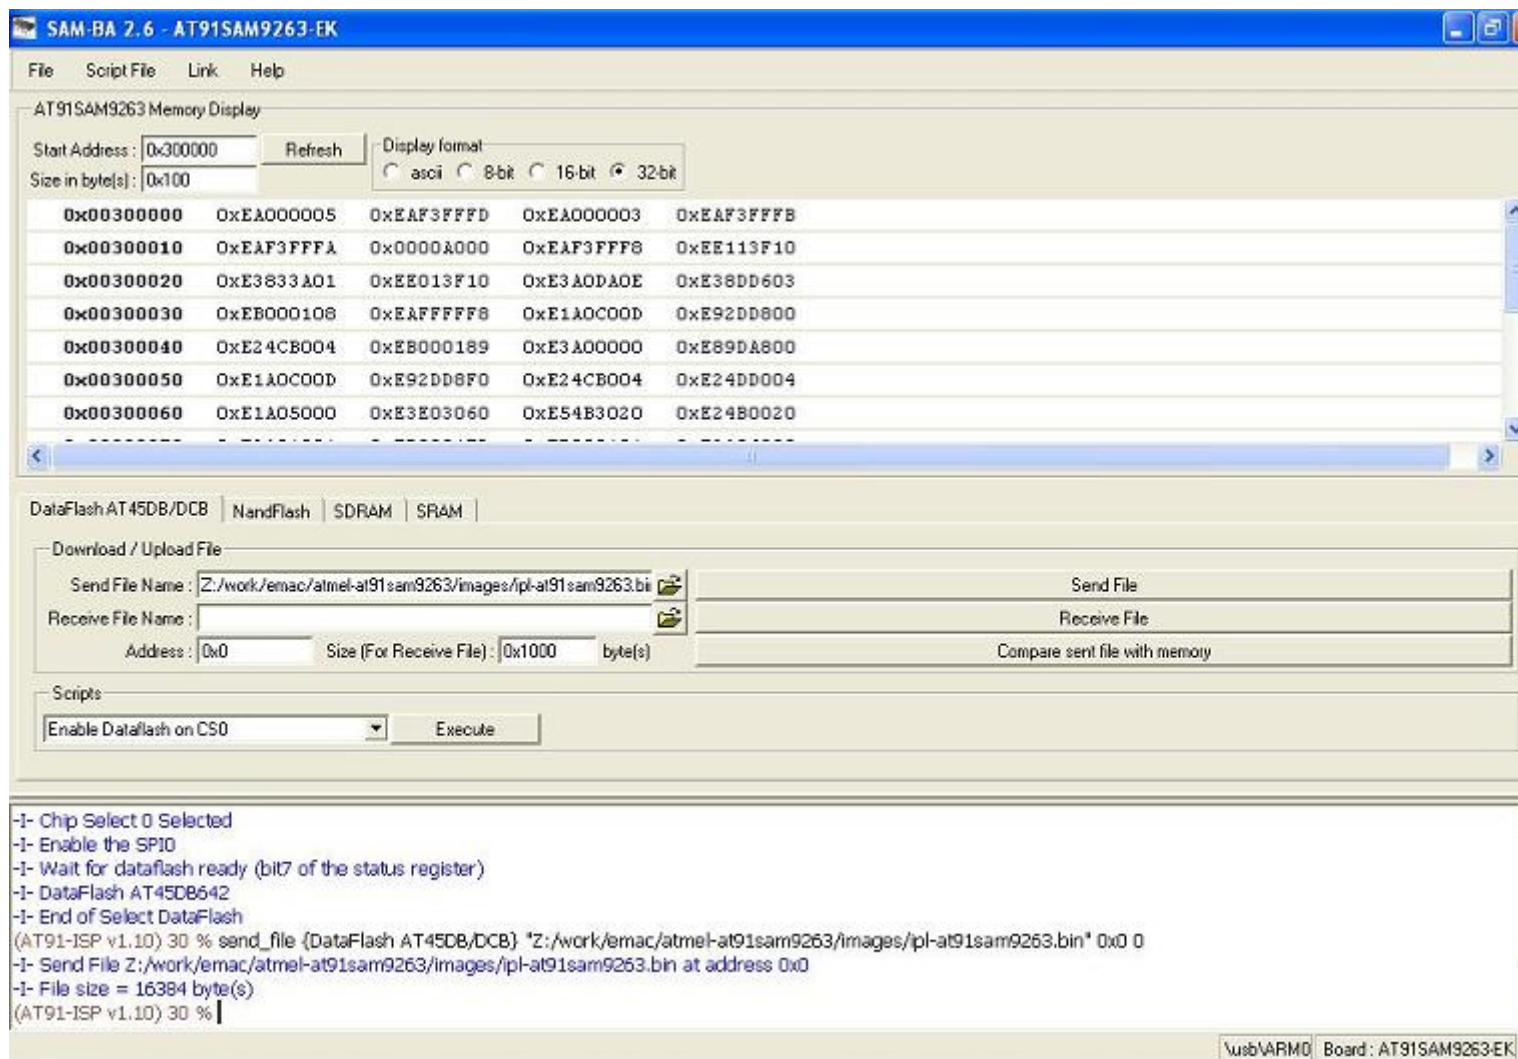 SAM-BA 2.6 - AT91SAM9263-EK
File Script File Link Help
AT91SAM9263 Memory Display
Start Address : 0x300000 Refresh
Size in byte(s) : 0x100
Display format
ascii 8-bit 16-bit 32-bit
0x00300000 0xEA000005 0xEAF3FFFD 0xEA000003 0xEAF3FFFB
0x00300010 0xEAF3FFFA 0x0000A000 0xEAF3FFF8 0xEE113F10
0x00300020 0xE3833A01 0xEE013F10 0xE3A0DA0E 0xE38DD603
0x00300030 0xEB000108 0xEAFFFFF8 0xE1A0C00D 0xE92DD800
0x00300040 0xE24CB004 0xEB000189 0xE3A00000 0xE89DA800
0x00300050 0xE1A0C00D 0xE92DD8F0 0xE24CB004 0xE24DD004
0x00300060 0xE1A05000 0xE3E03060 0xE54B3020 0xE24B0020
DataFlash AT45DB/DCB NandFlash SDRAM SRAM
Download / Upload File
Send File Name : Z:/work/emac/atmel-at91sam9263/images/ipl-at91sam9263.bi Send File
Receive File Name : Receive File
Address : 0x0 Size (For Receive File) : 0x1000 byte(s) Compare sent file with memory
Scripts
Enable Dataflash on CS0 Execute
-I- Chip Select 0 Selected
-I- Enable the SPI0
-I- Wait for dataflash ready (bit7 of the status register)
-I- DataFlash AT45DB642
-I- End of Select DataFlash
(AT91-ISP v1.10) 30 % send_file {DataFlash AT45DB/DCB} "Z:/work/emac/atmel-at91sam9263/images/ipl-at91sam9263.bin" 0x0 0
-I- Send File Z:/work/emac/atmel-at91sam9263/images/ipl-at91sam9263.bin at address 0x0
-I- File size = 16384 byte(s)
(AT91-ISP v1.10) 30 %
\usb\ARM0 Board : AT91SAM9263-EK